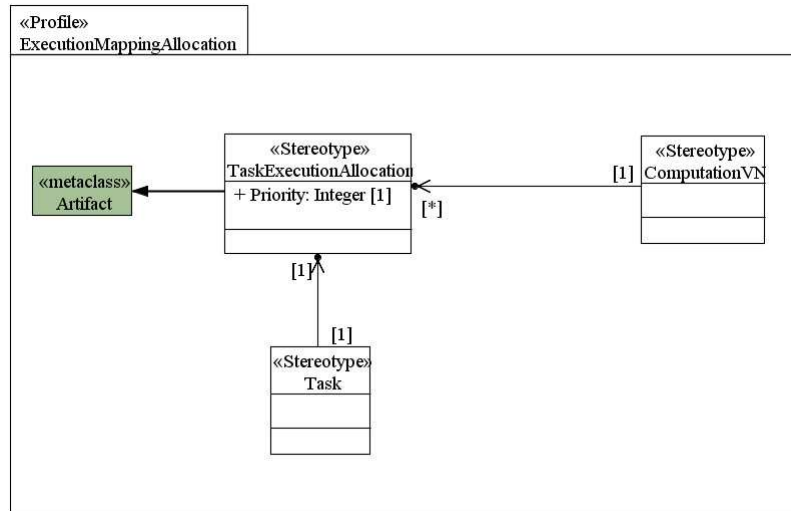 «Profile»
ExecutionMappingAllocation
«Stereotype»
TaskExecutionAllocation
+ Priority: Integer [1]
«metaclass»
Artifact
«Stereotype»
ComputationVN
[1]
[*]
[1]
[1]
«Stereotype»
Task